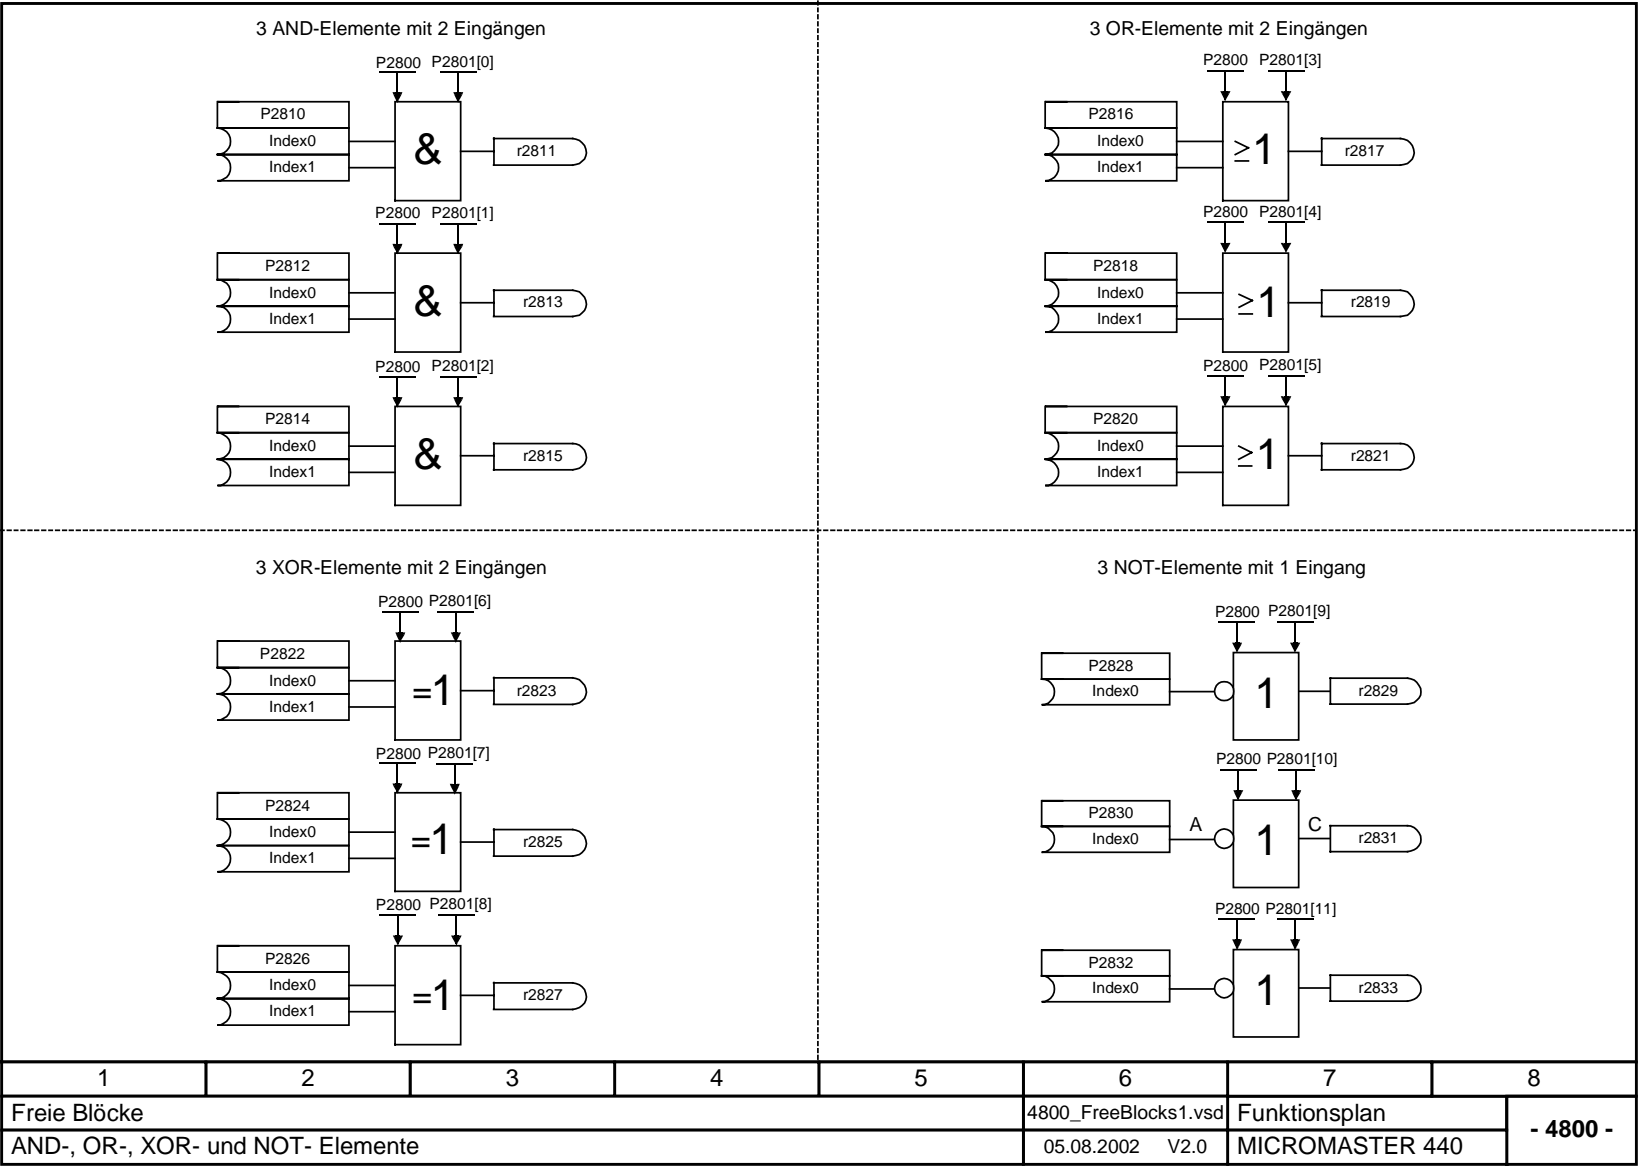 3 AND-Elemente mit 2 Eingängen
P2800 P2801[0]
P2810
Index0
Index1
&
r2811
P2800 P2801[1]
P2812
Index0
Index1
&
r2813
P2800 P2801[2]
P2814
Index0
Index1
&
r2815
3 OR-Elemente mit 2 Eingängen
P2800 P2801[3]
P2816
Index0
Index1
≥1
r2817
P2800 P2801[4]
P2818
Index0
Index1
≥1
r2819
P2800 P2801[5]
P2820
Index0
Index1
≥1
r2821
3 XOR-Elemente mit 2 Eingängen
P2800 P2801[6]
P2822
Index0
Index1
=1
r2823
P2800 P2801[7]
P2824
Index0
Index1
=1
r2825
P2800 P2801[8]
P2826
Index0
Index1
=1
r2827
3 NOT-Elemente mit 1 Eingang
P2800 P2801[9]
P2828
Index0
1
r2829
P2800 P2801[10]
P2830
Index0
A
1
C
r2831
P2800 P2801[11]
P2832
Index0
1
r2833
1 2 3 4 5 6 7 8
Freie Blöcke
4800_FreeBlocks1.vsd
Funktionsplan
- 4800 -
AND-, OR-, XOR- und NOT- Elemente
05.08.2002 V2.0
MICROMASTER 440